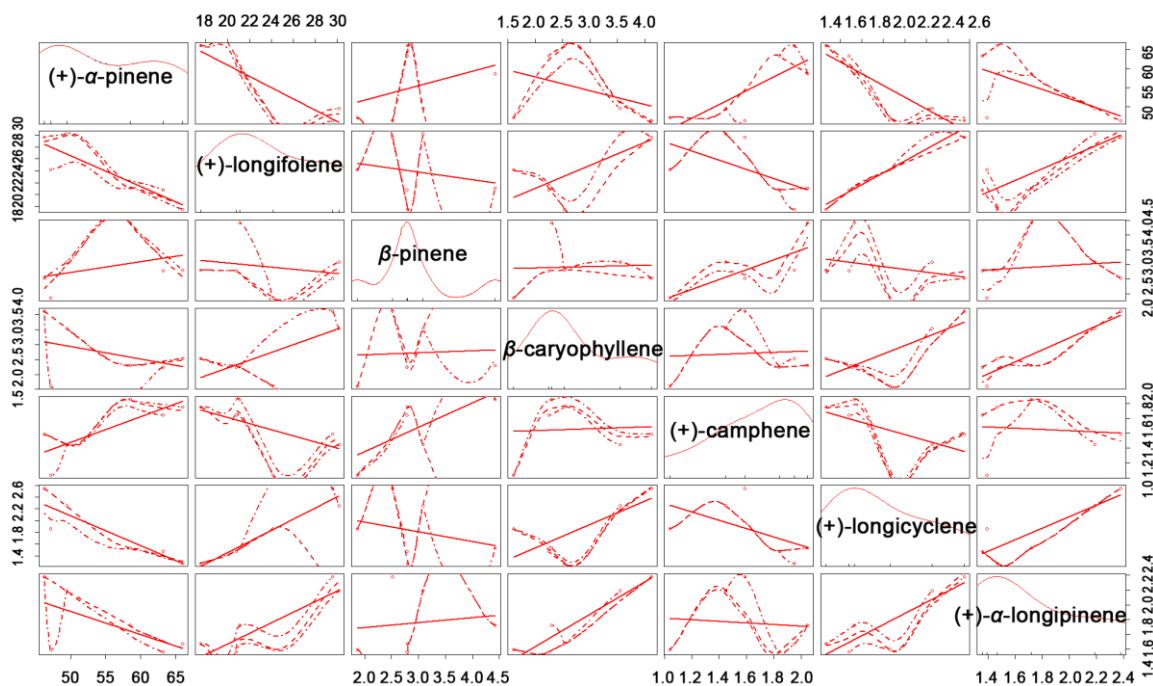 18 20 22 24 26 28 30
1.5 2.0 2.5 3.0 3.5 4.0
1.4 1.6 1.8 2.0 2.2 2.4 2.6
(+)-α-pinene
50 55 60 65
18 20 22 24 26 28 30
(+)-longifolene
β-pinene
2.0 2.5 3.0 3.5 4.0 4.5
1.5 2.0 2.5 3.0 3.5 4.0
β-caryophyllene
(+)-camphene
1.0 1.2 1.4 1.6 1.8 2.0
1.4 1.8 2.2 2.6
(+)-longicyclene
(+)-α-longipinene
1.4 1.6 1.8 2.0 2.2 2.4
50 55 60 65
2.0 2.5 3.0 3.5 4.0 4.5
1.0 1.2 1.4 1.6 1.8 2.0
1.4 1.6 1.8 2.0 2.2 2.4